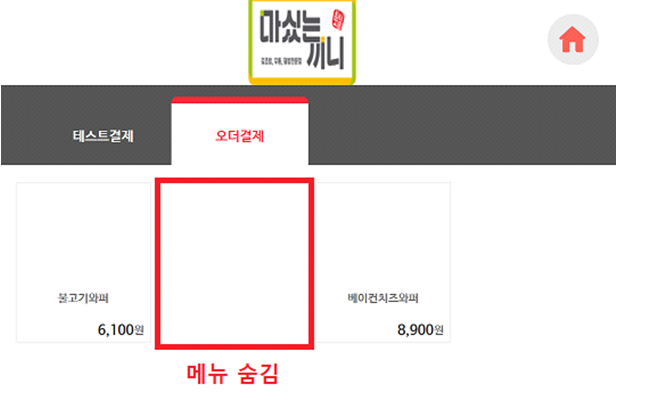 마싰는
끼니
테스트결제
오더결제
불고기와퍼
베이컨치즈와퍼
6,100원
8,900원
메뉴 숨김